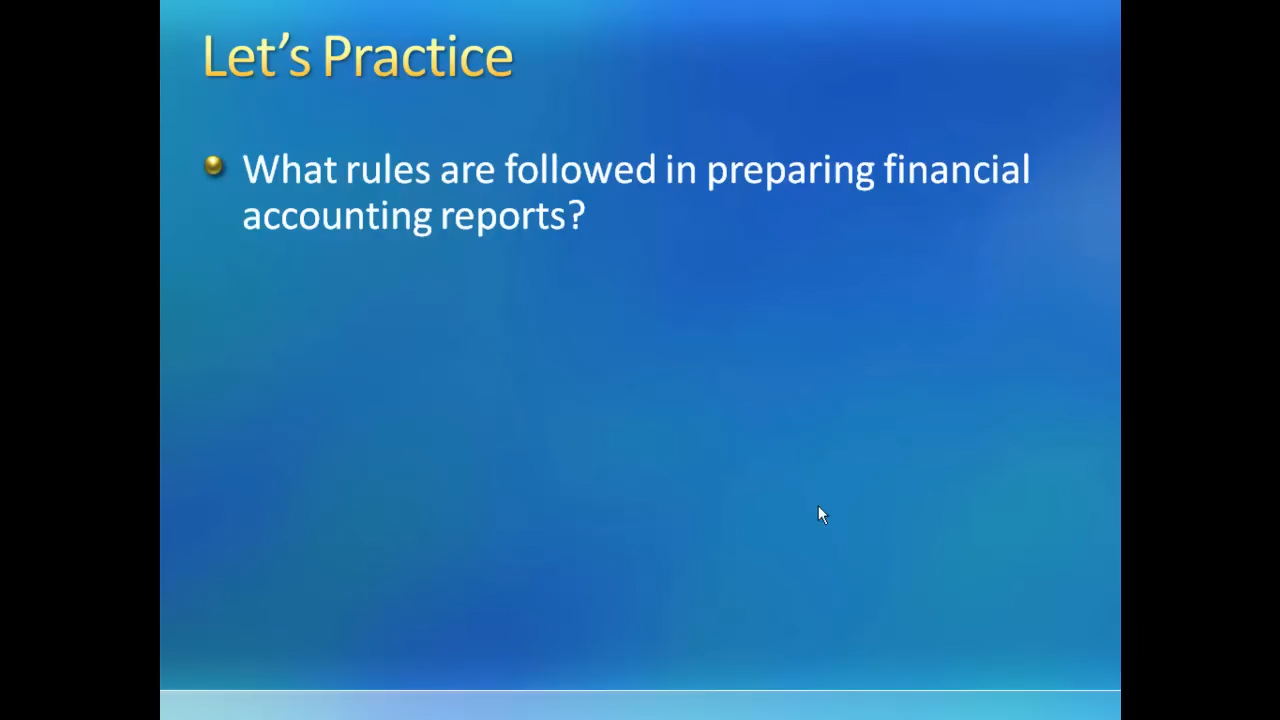 Let's Practice
What rules are followed in preparing financial
accounting reports?